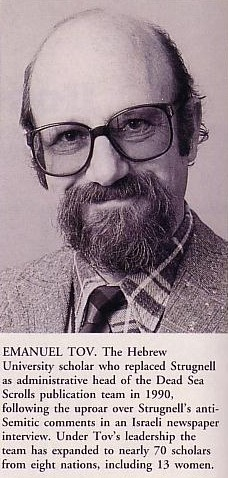 EMANUEL TOV. The Hebrew
University scholar who replaced Strugnell
as administrative head of the Dead Sea
Scrolls publication team in 1990,
following the uproar over Strugnell's anti-
Semitic comments in an Israeli newspaper
interview. Under Tov's leadership the
team has expanded to nearly 70 scholars
from eight nations, including 13 women.